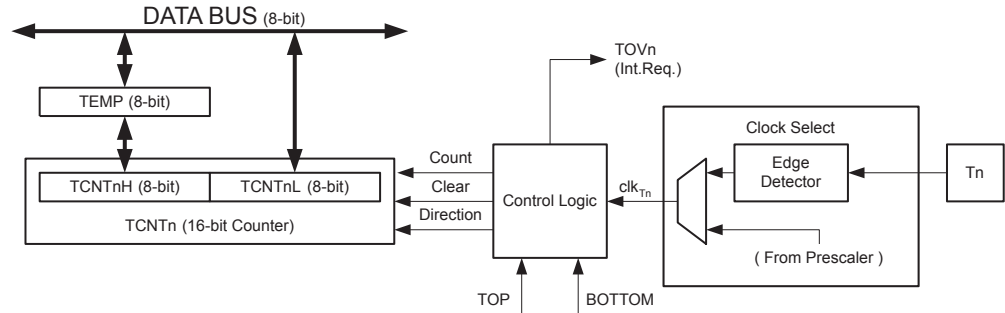 DATA BUS (8-bit)
TOVn
(Int.Req.)
TEMP (8-bit)
Clock Select
Count
TCNTnH (8-bit) TCNTnL (8-bit)
Clear
Control Logic
clkTn
Edge
Detector
Tn
TCNTn (16-bit Counter)
Direction
( From Prescaler )
TOP
BOTTOM